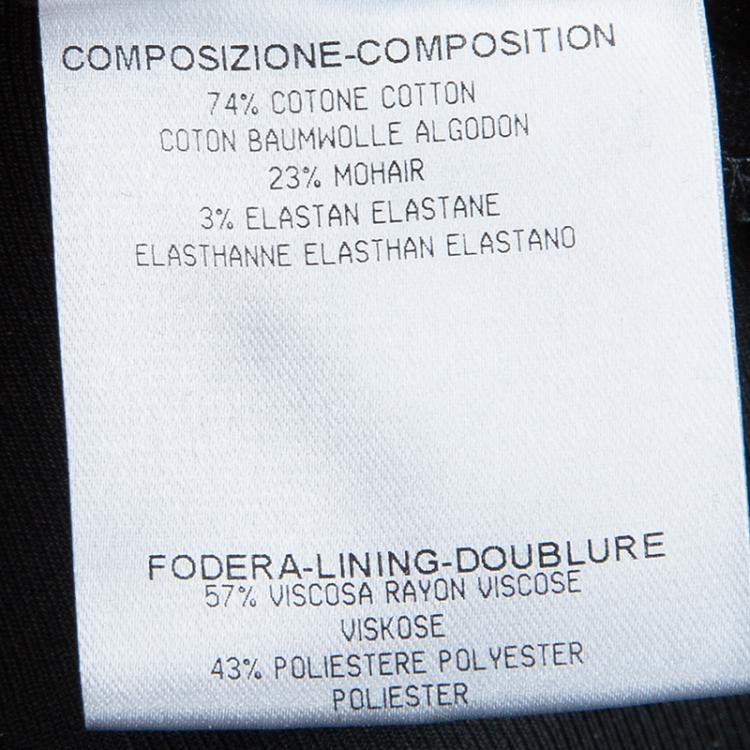 COMPOSIZIONE-COMPOSITION
74% COTONE COTTON
COTON BAUMWOLLE ALGODON
23% MOHAIR
3% ELASTAN ELASTANE
ELASTHANNE ELASTHAN ELASTANO
FODERA-LINING-DOUBLURE
57% VISCOSA RAYON VISCOSE
VISKOSE
43% POLIESTERE POLYESTER
POLIESTER